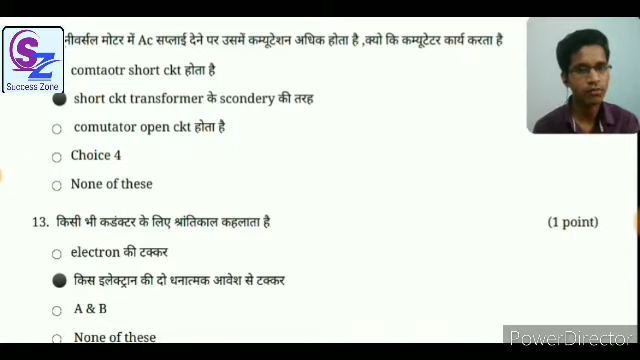 नीवर्सल मोटर में Ac सप्लाई देने पर उसमें कम्यूटेशन अधिक होता है ,क्यो कि कम्यूटेटर कार्य करता है
comtaotr short ckt होता है
short ckt transformer के scondery की तरह
comutator open ckt होता है
Choice 4
None of these
13. किसी भी कडंक्टर के लिए श्रांतिकाल कहलाता है (1 point)
electron की टक्कर
किस इलेक्ट्रान की दो धनात्मक आवेश से टक्कर
A & B
None of these
SZ
Success Zone
PowerDirector